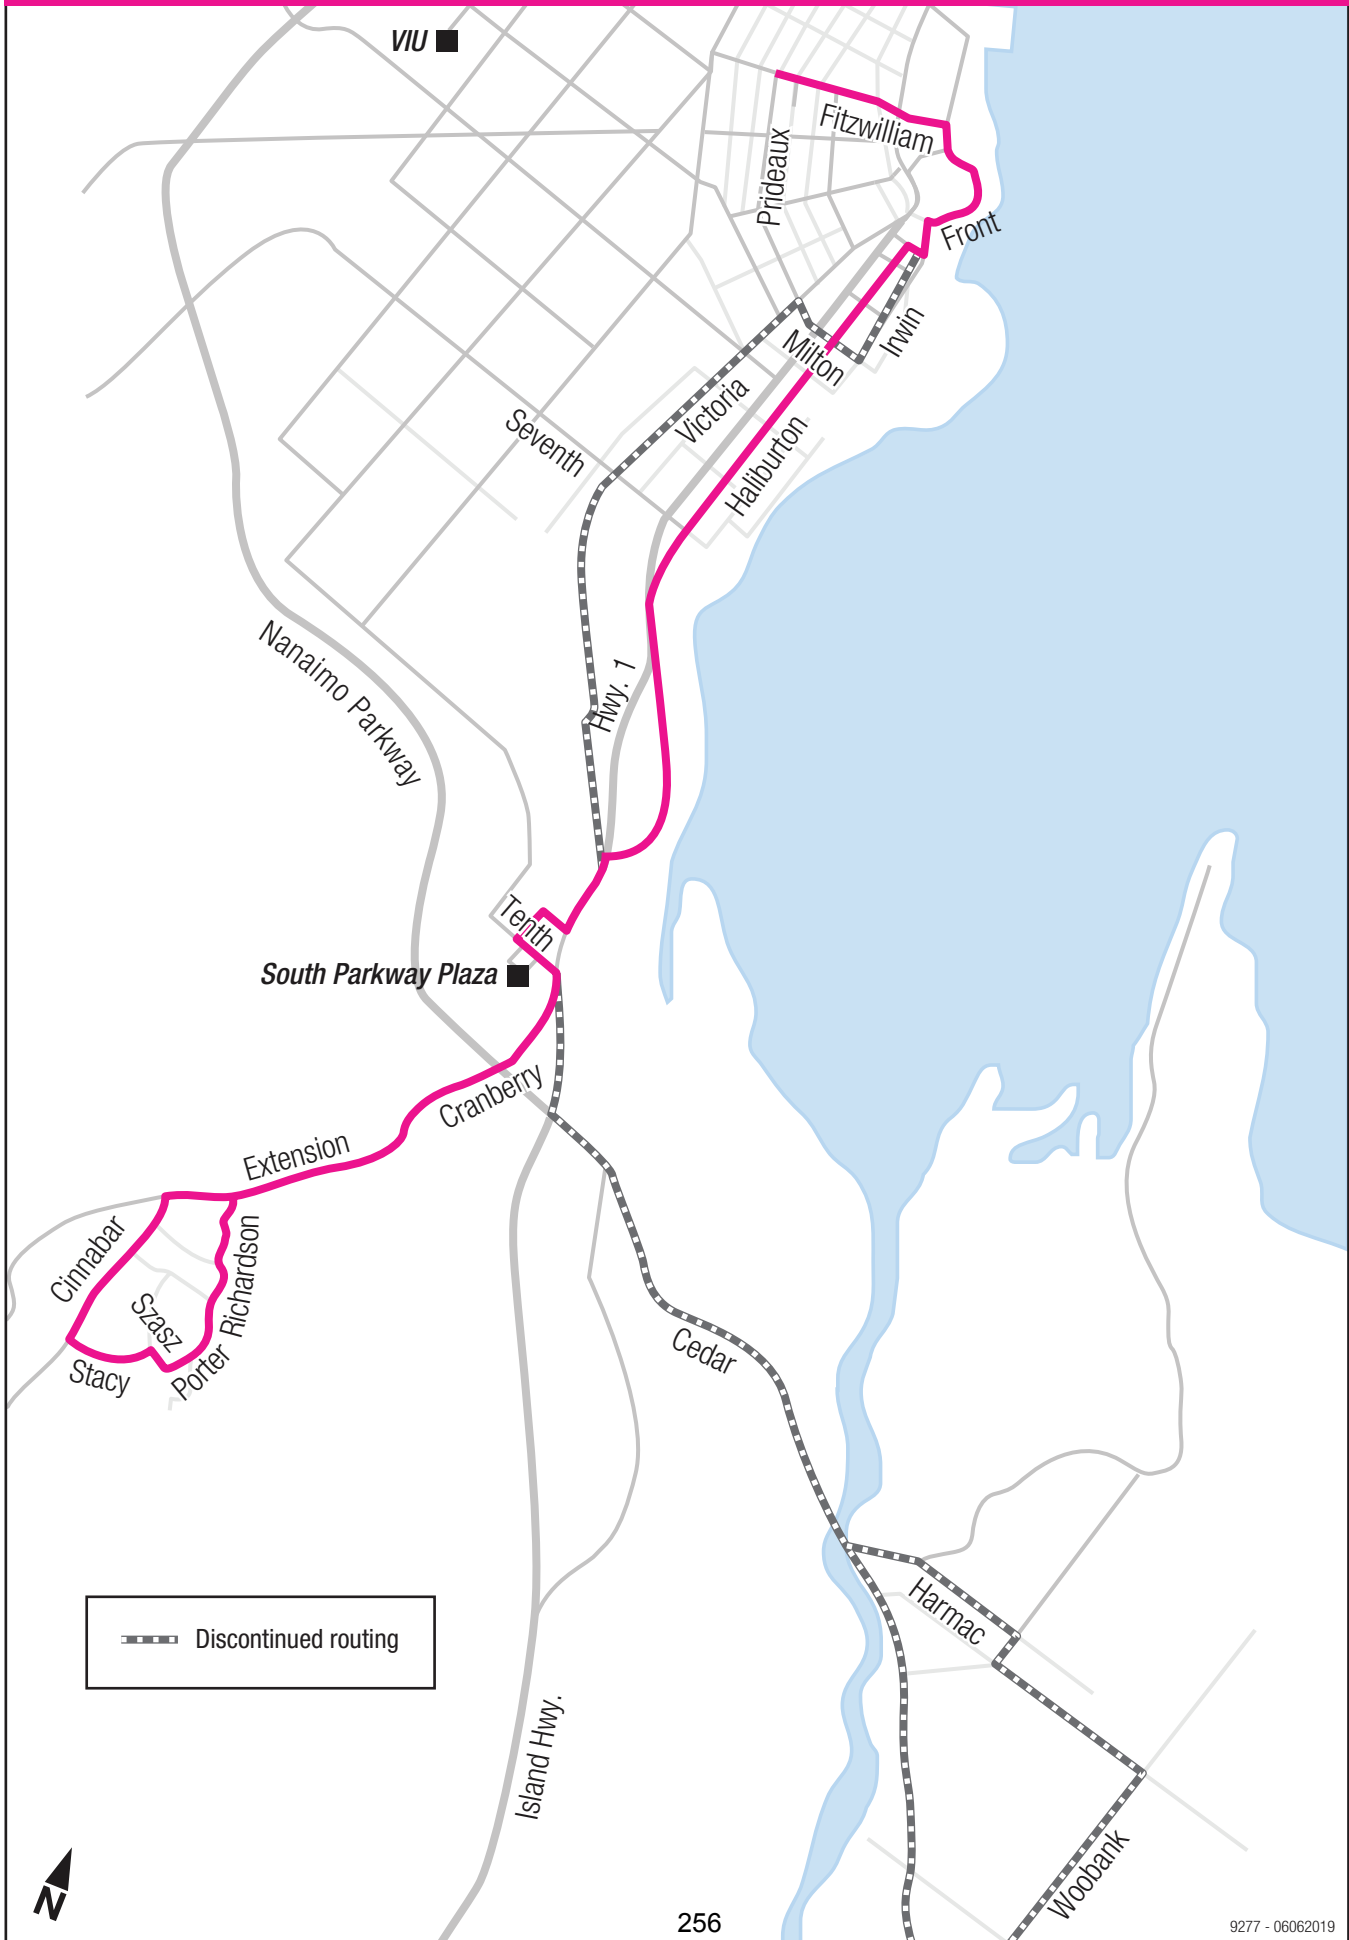 VIU
Fitzwilliam
Prideaux
Front
Irwin
Milton
Victoria
Seventh
Haliburton
Nanaimo Parkway
Hwy. 1
Tenth
South Parkway Plaza
Cranberry
Extension
Cinnabar
Richardson
Szasz
Stacy
Porter
Cedar
Harmac
Discontinued routing
Island Hwy.
Woobank
N
256
9277 - 06062019